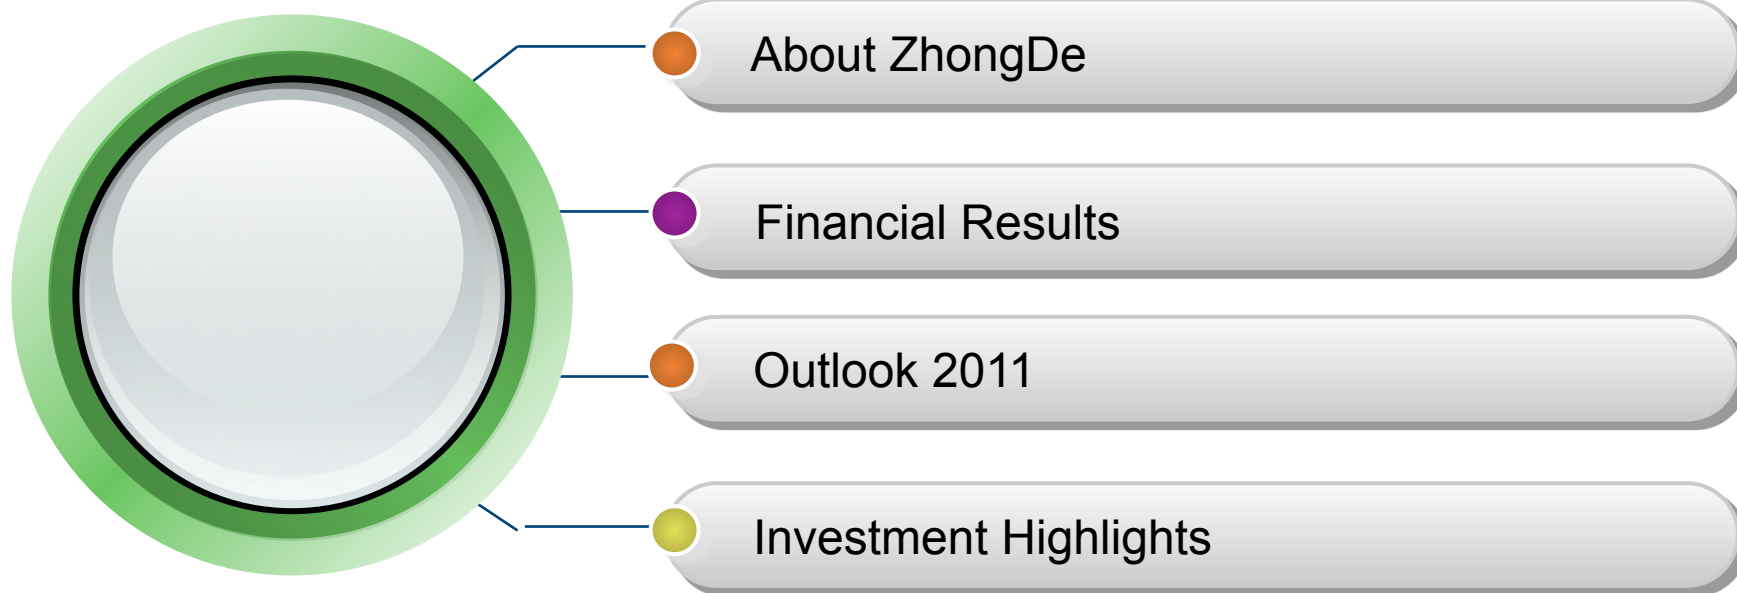 About ZhongDe
Financial Results
Outlook 2011
Investment Highlights